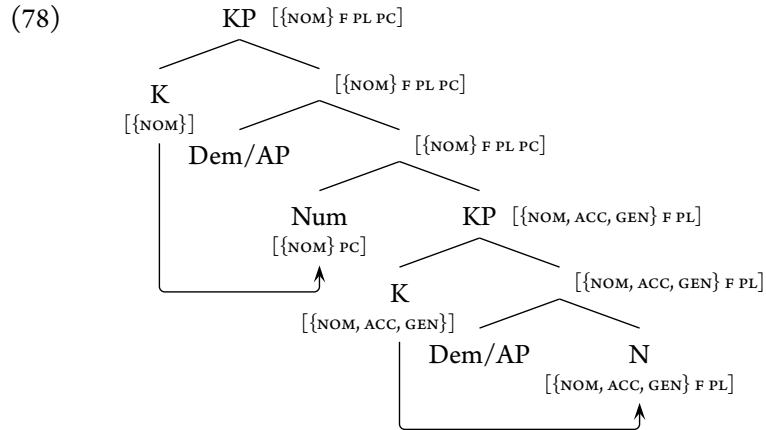 (78)
KP [{NOM} F PL PC]
K
[{NOM}]
[{NOM} F PL PC]
Dem/AP
[{NOM} F PL PC]
Num
[{NOM} PC]
KP [{NOM, ACC, GEN} F PL]
K
[{NOM, ACC, GEN}]
[{NOM, ACC, GEN} F PL]
Dem/AP
N
[{NOM, ACC, GEN} F PL]